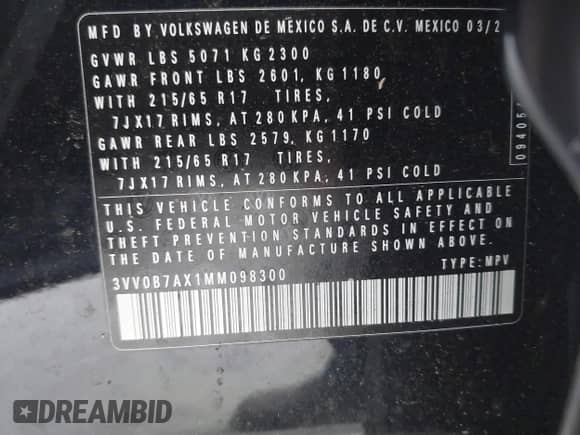 MFD BY VOLKSWAGEN DE MEXICO S.A. DE C.V. MEXICO 03/2
GVWR LBS 5071 KG 2300
GAWR FRONT LBS 2601, KG 1180
WITH 215/65 R17 TIRES,
7JX17 RIMS, AT 280 KPA, 41 PSI COLD
GAWR REAR LBS 2579, KG 1170
WITH 215/65 R17 TIRES,
7JX17 RIMS, AT 280 KPA, 41 PSI COLD
THIS VEHICLE CONFORMS TO ALL APPLICABLE
U.S. FEDERAL MOTOR VEHICLE SAFETY AND
THEFT PREVENTION STANDARDS IN EFFECT ON
THE DATE OF MANUFACTURE SHOWN ABOVE.
3VV0B7AX1MM098300 TYPE: MPV
DREAMBID